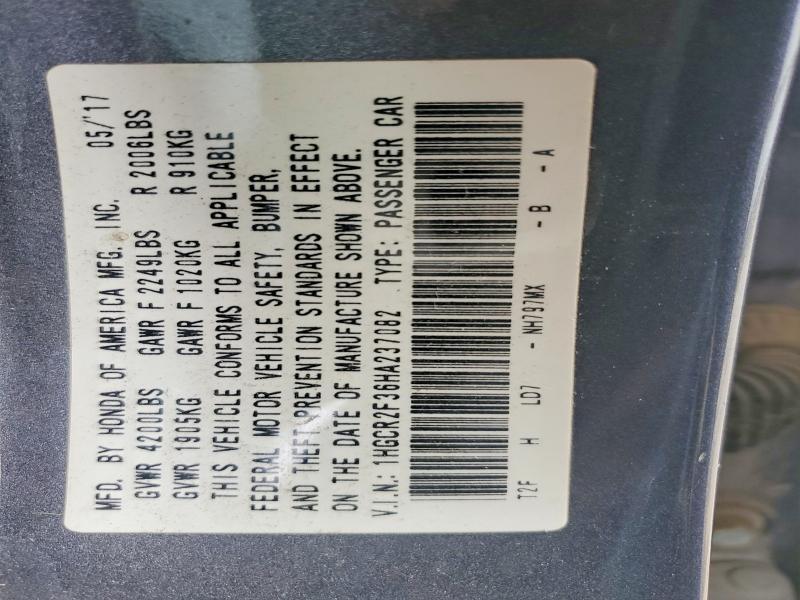 MFD. BY HONDA OF AMERICA MFG. INC. 05/'17
GVWR 4200LBS GAWR F 2249LBS R 2006LBS
GVWR 1905KG GAWR F 1020KG R 910KG
THIS VEHICLE CONFORMS TO ALL APPLICABLE
FEDERAL MOTOR VEHICLE SAFETY, BUMPER,
AND THEFT PREVENTION STANDARDS IN EFFECT
ON THE DATE OF MANUFACTURE SHOWN ABOVE.
V.I.N.: 1HGCR2F36HA237082 TYPE: PASSENGER CAR
T2F H LD7 - NH797MX - B - A